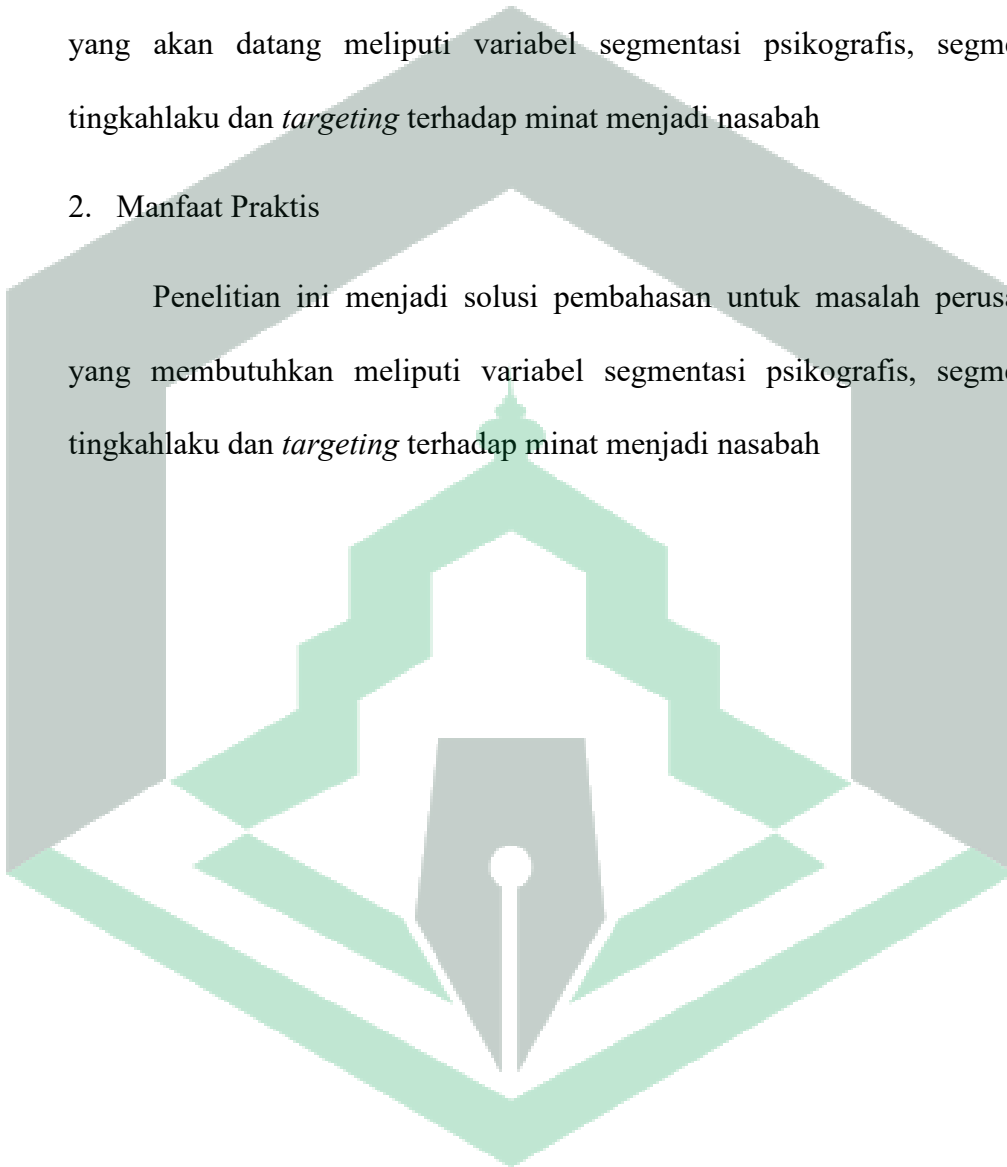 yang akan datang meliputi variabel segmentasi psikografis,
tingkahlaku dan targeting terhadap minat menjadi nasabah
2. Manfaat Praktis
Penelitian ini menjadi solusi pembahasan untuk masalah
yang membutuhkan meliputi variabel segmentasi psikografis,
tingkahlaku dan targeting terhadap minat menjadi nasabah